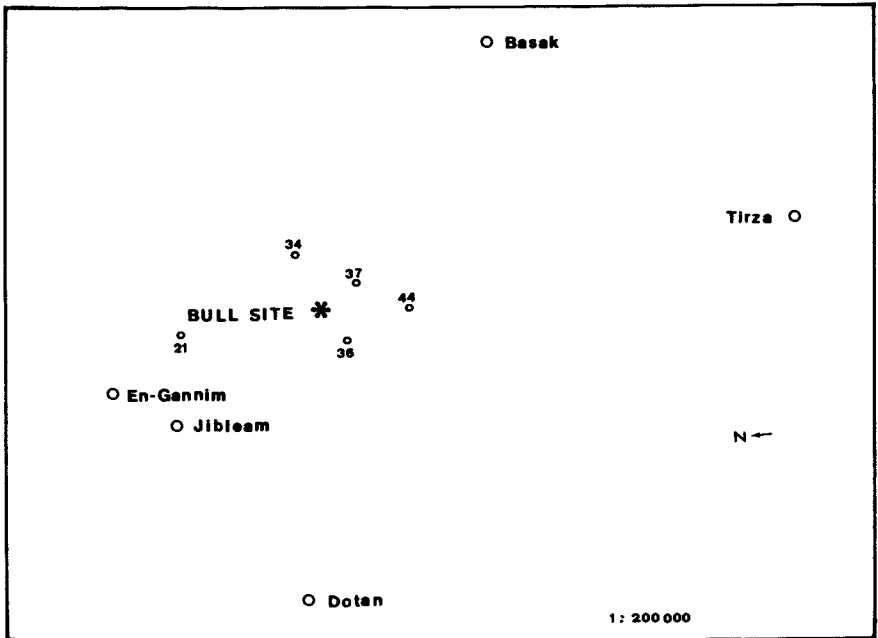 Basak
Tirza
34
37
44
BULL SITE
21
36
En-Gannim
Jibleam
N
Dotan
1: 200 000